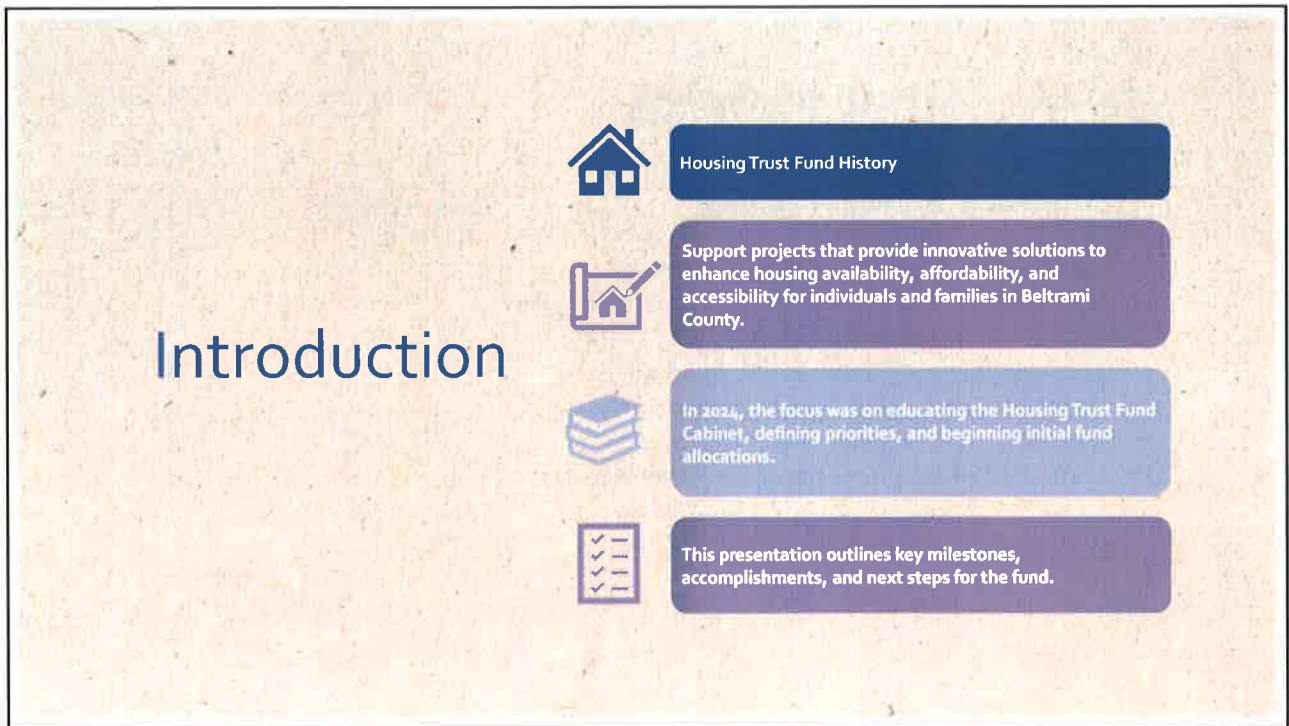 Introduction
Housing Trust Fund History
Support projects that provide innovative solutions to
enhance housing availability, affordability, and
accessibility for individuals and families in Beltrami
County.
In 2024, the focus was on educating the Housing Trust Fund
Cabinet, defining priorities, and beginning initial fund
allocations.
This presentation outlines key milestones,
accomplishments, and next steps for the fund.